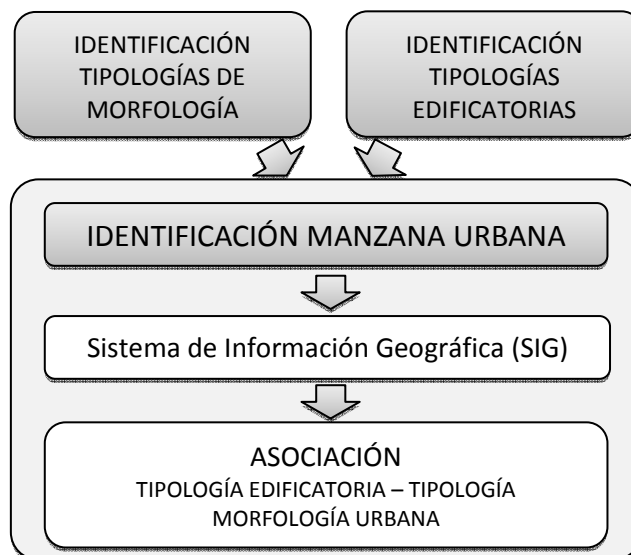 IDENTIFICACIÓN
TIPOLOGÍAS DE
MORFOLOGÍA
IDENTIFICACIÓN
TIPOLOGÍAS
EDIFICATORIAS
IDENTIFICACIÓN MANZANA URBANA
Sistema de Información Geográfica (SIG)
ASOCIACIÓN
TIPOLOGÍA EDIFICATORIA – TIPOLOGÍA
MORFOLOGÍA URBANA